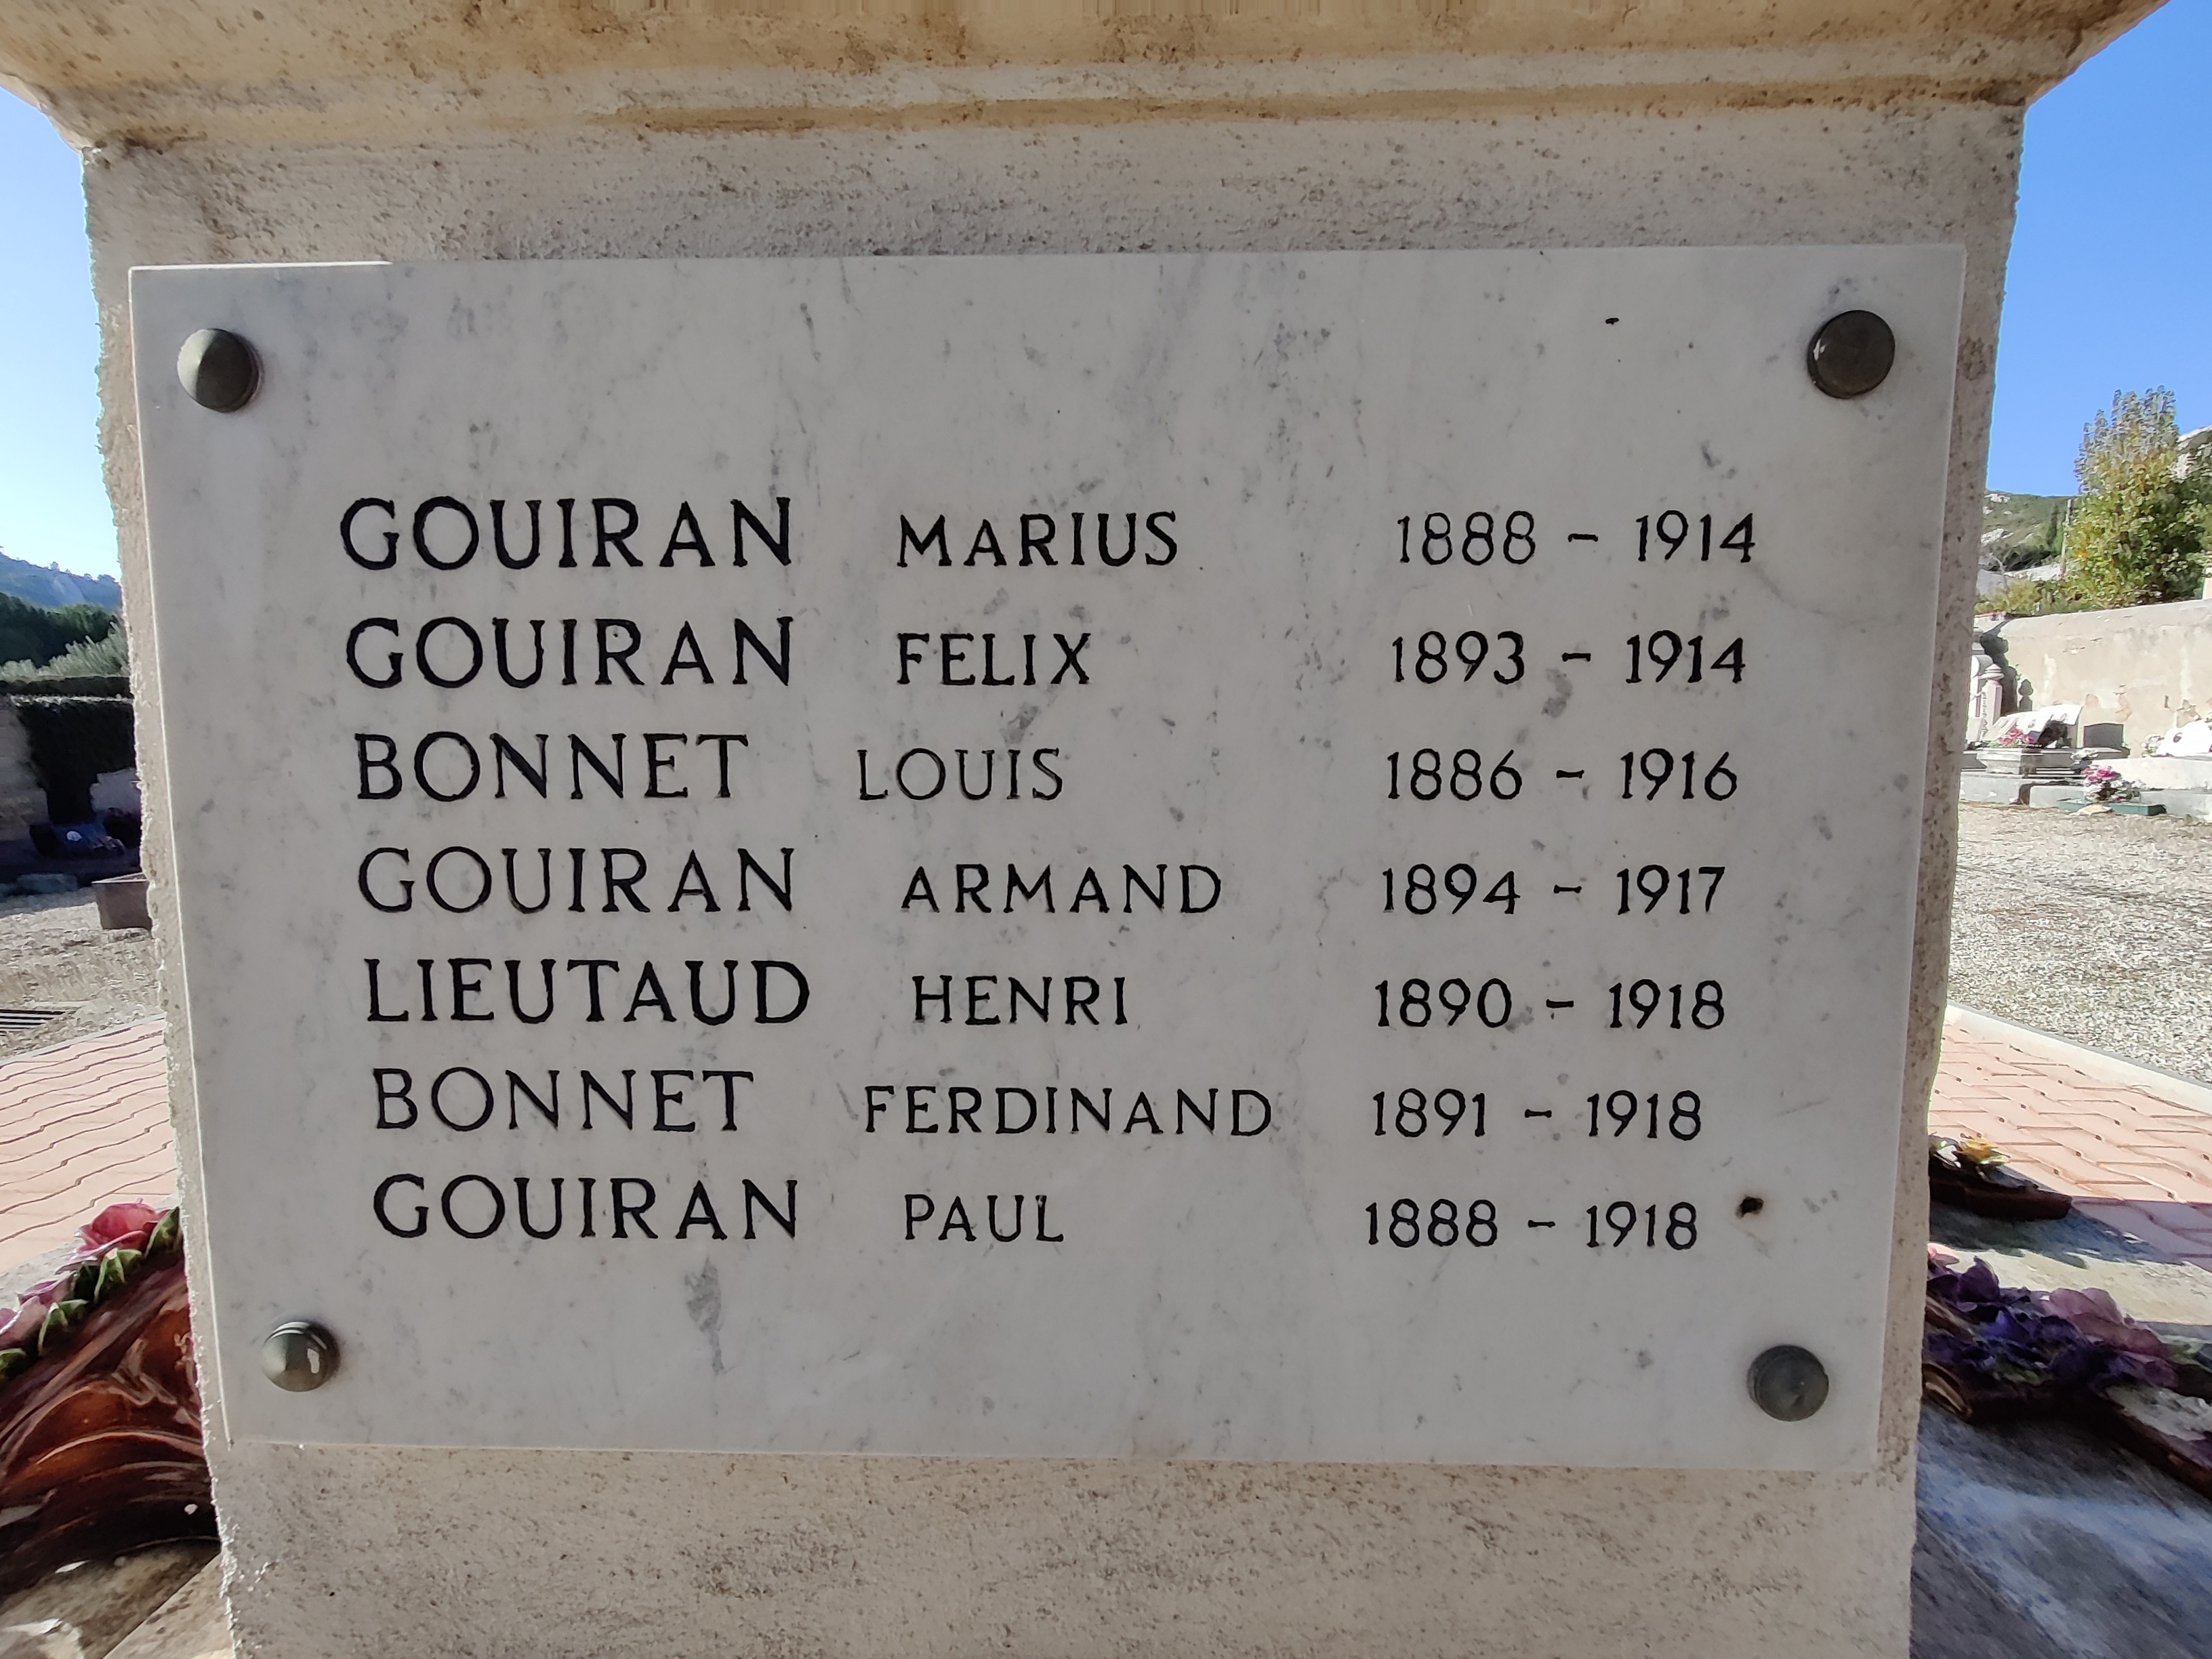 GOUIRAN MARIUS 1888 - 1914
GOUIRAN FELIX 1893 - 1914
BONNET LOUIS 1886 - 1916
GOUIRAN ARMAND 1894 - 1917
LIEUTAUD HENRI 1890 - 1918
BONNET FERDINAND 1891 - 1918
GOUIRAN PAUL 1888 - 1918